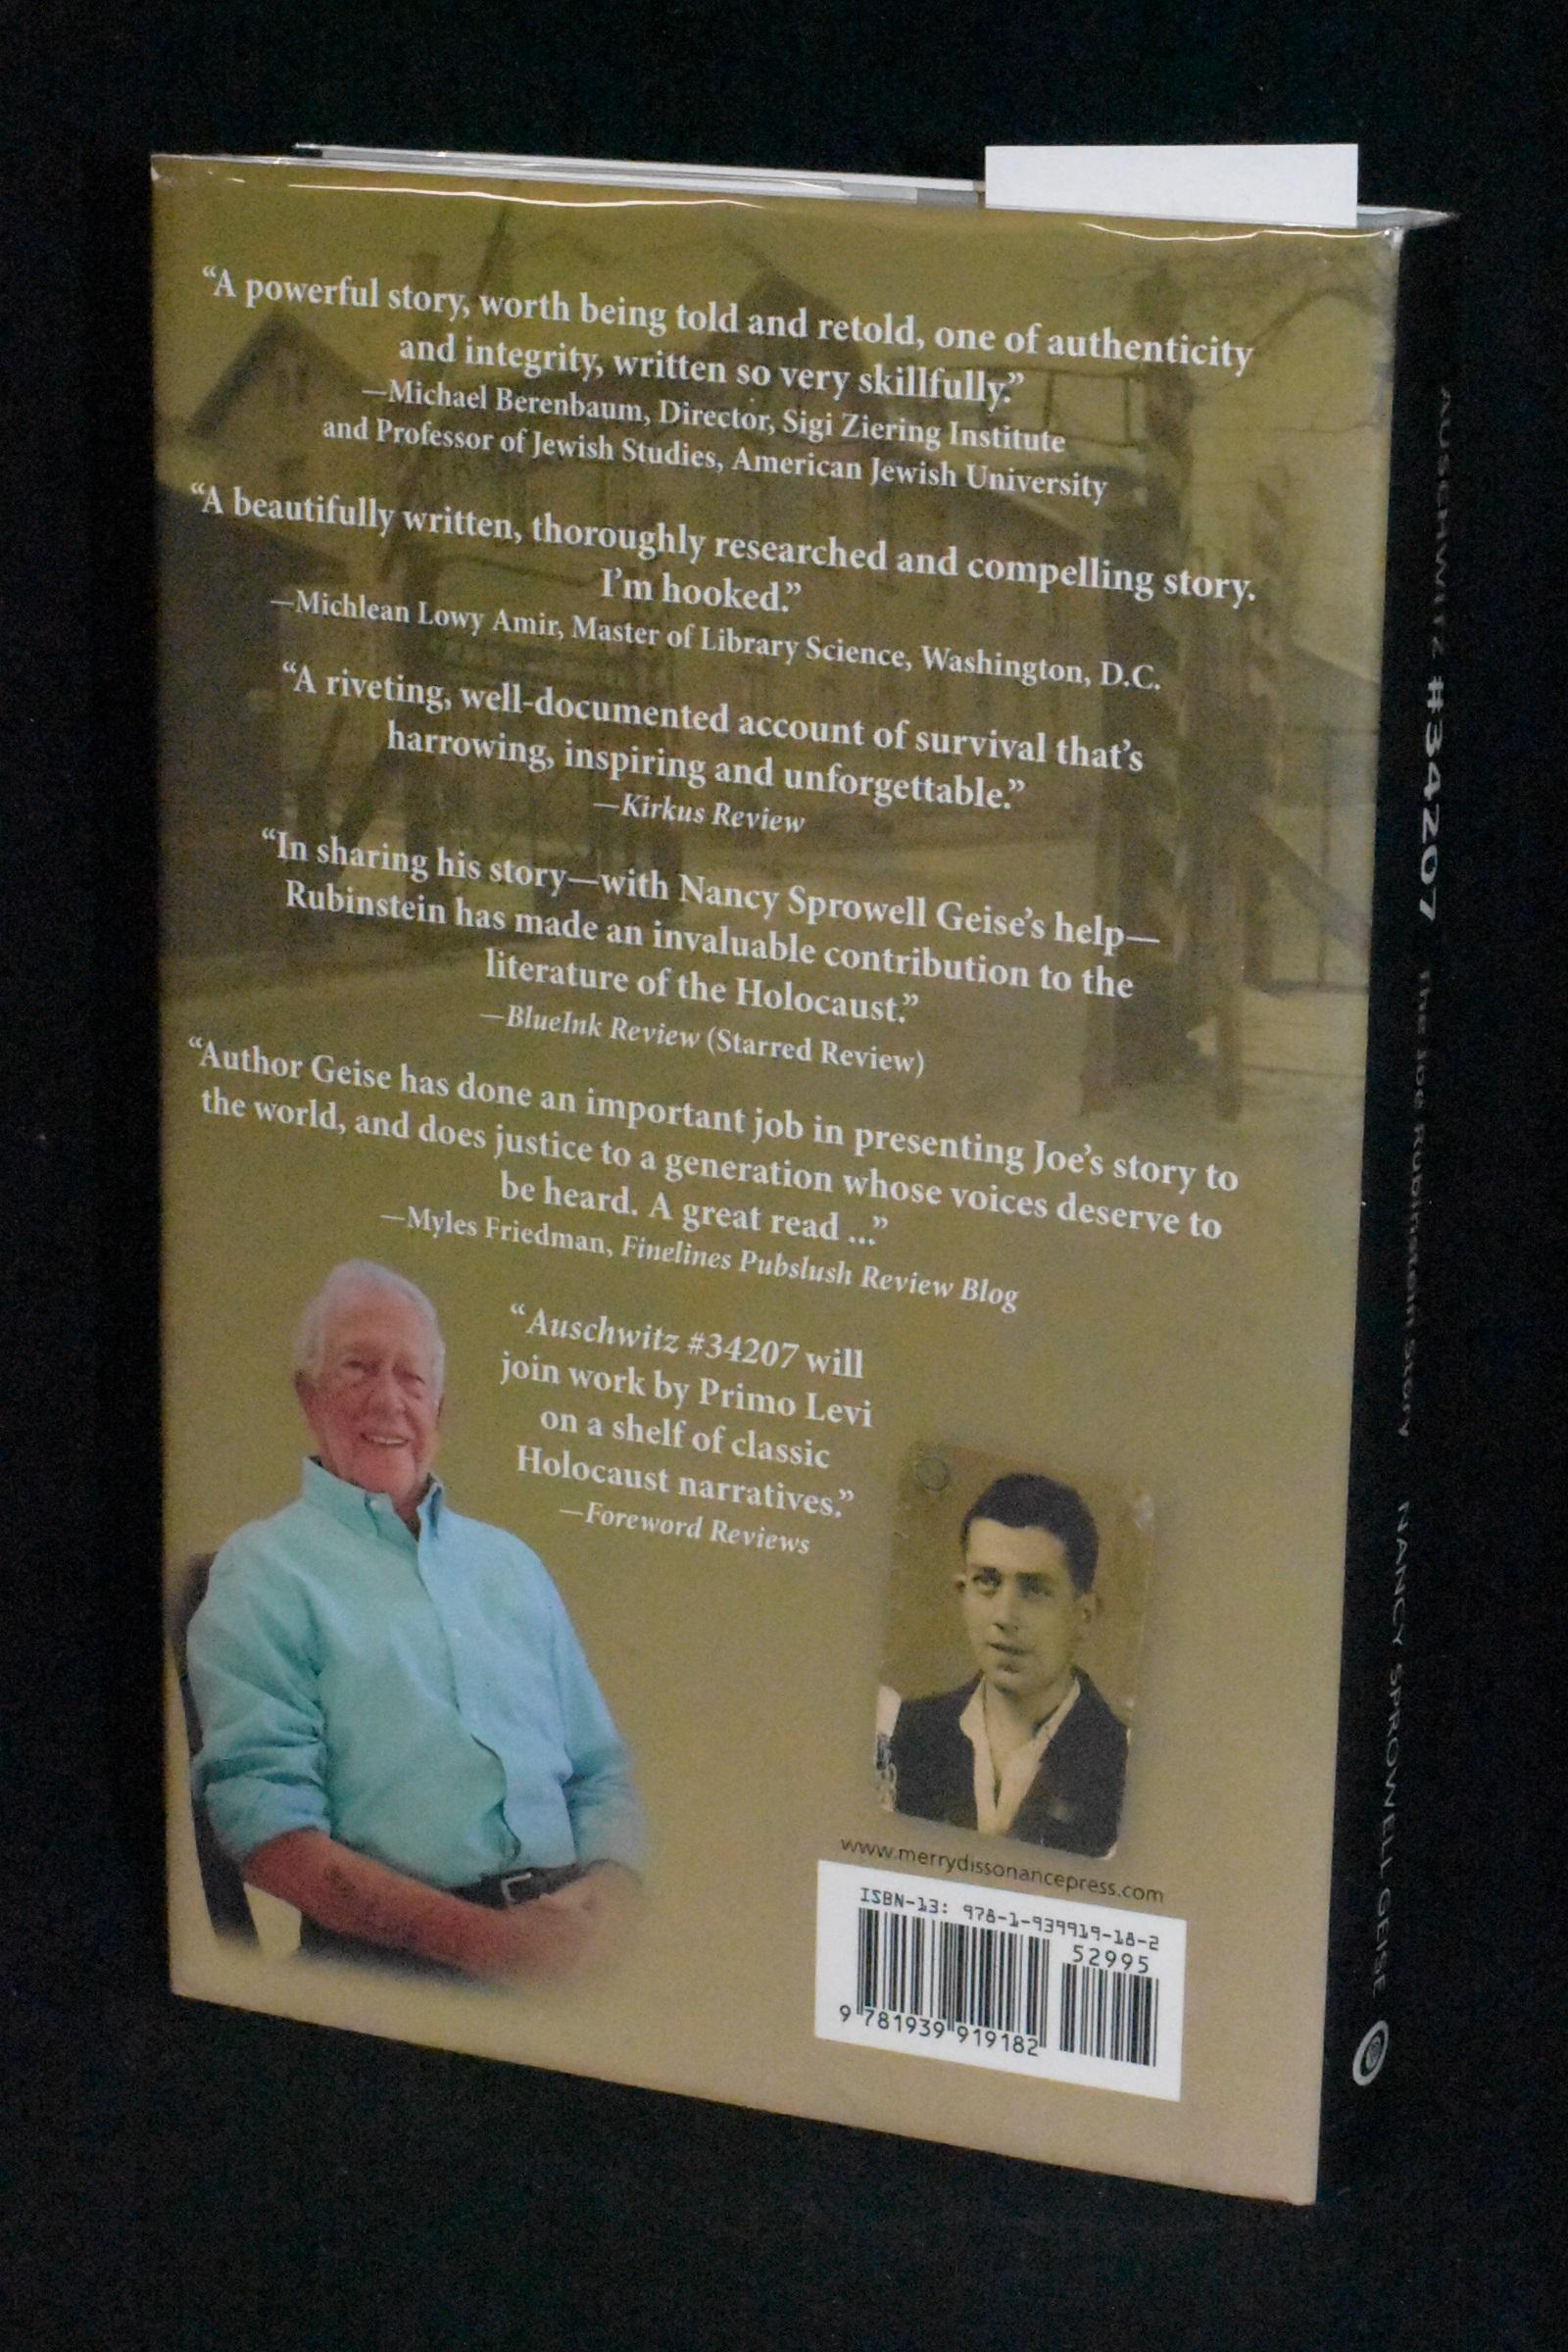 “A powerful story, worth being told and retold, one of authenticity
and integrity, written so very skillfully.”
—Michael Berenbaum, Director, Sigi Ziering Institute
and Professor of Jewish Studies, American Jewish University
“A beautifully written, thoroughly researched and compelling story.
I’m hooked.”
—Michlean Lowy Amir, Master of Library Science, Washington, D.C.
“A riveting, well-documented account of survival that’s
harrowing, inspiring and unforgettable.”
—Kirkus Review
“In sharing his story—with Nancy Sprowell Geise’s help—
Rubinstein has made an invaluable contribution to the
literature of the Holocaust.”
—BlueInk Review (Starred Review)
“Author Geise has done an important job in presenting Joe’s story to
the world, and does justice to a generation whose voices deserve to
be heard. A great read ...”
—Myles Friedman, Finelines Pubslush Review Blog
“Auschwitz #34207 will
join work by Primo Levi
on a shelf of classic
Holocaust narratives.”
—Foreword Reviews
www.merrydissonancepress.com
ISBN-13: 978-1-939919-18-2
52995
9 781939 919182
AUSCHWITZ #34207 The Joe Rubinstein Story NANCY SPROWELL GEISE